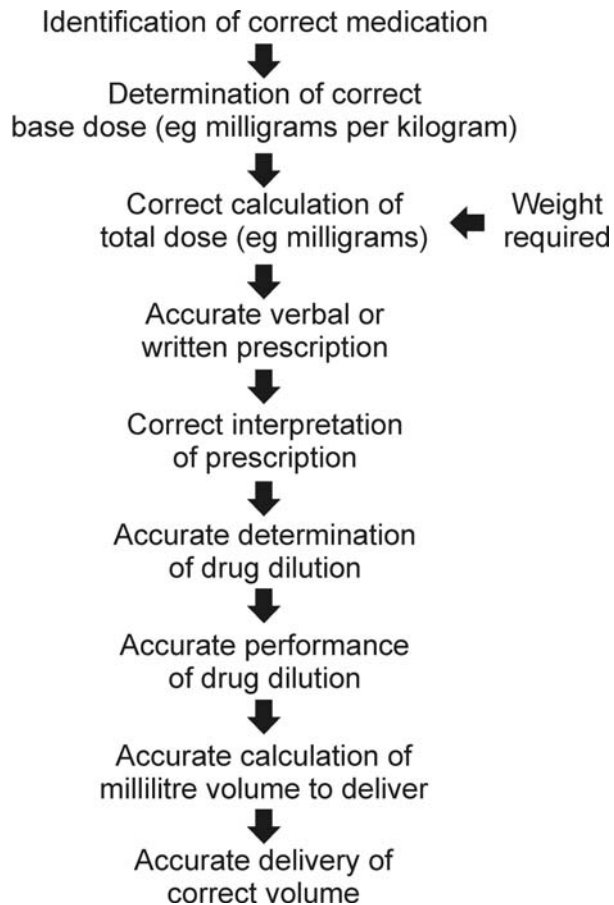 Identification of correct medication
Determination of correct
base dose (eg milligrams per kilogram)
Correct calculation of
total dose (eg milligrams)
Weight
required
Accurate verbal or
written prescription
Correct interpretation
of prescription
Accurate determination
of drug dilution
Accurate performance
of drug dilution
Accurate calculation of
millilitre volume to deliver
Accurate delivery of
correct volume